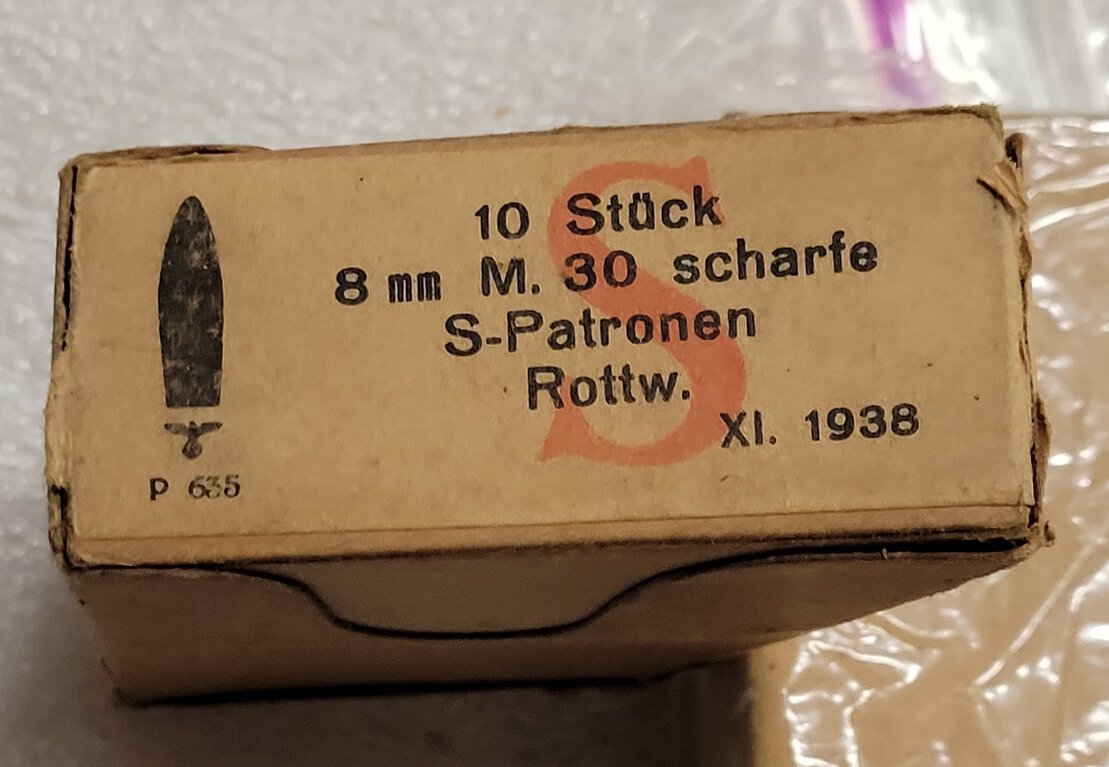 10 Stück
8 mm M. 30 scharfe
S-Patronen
Rottw.
XI. 1938
S
P 635